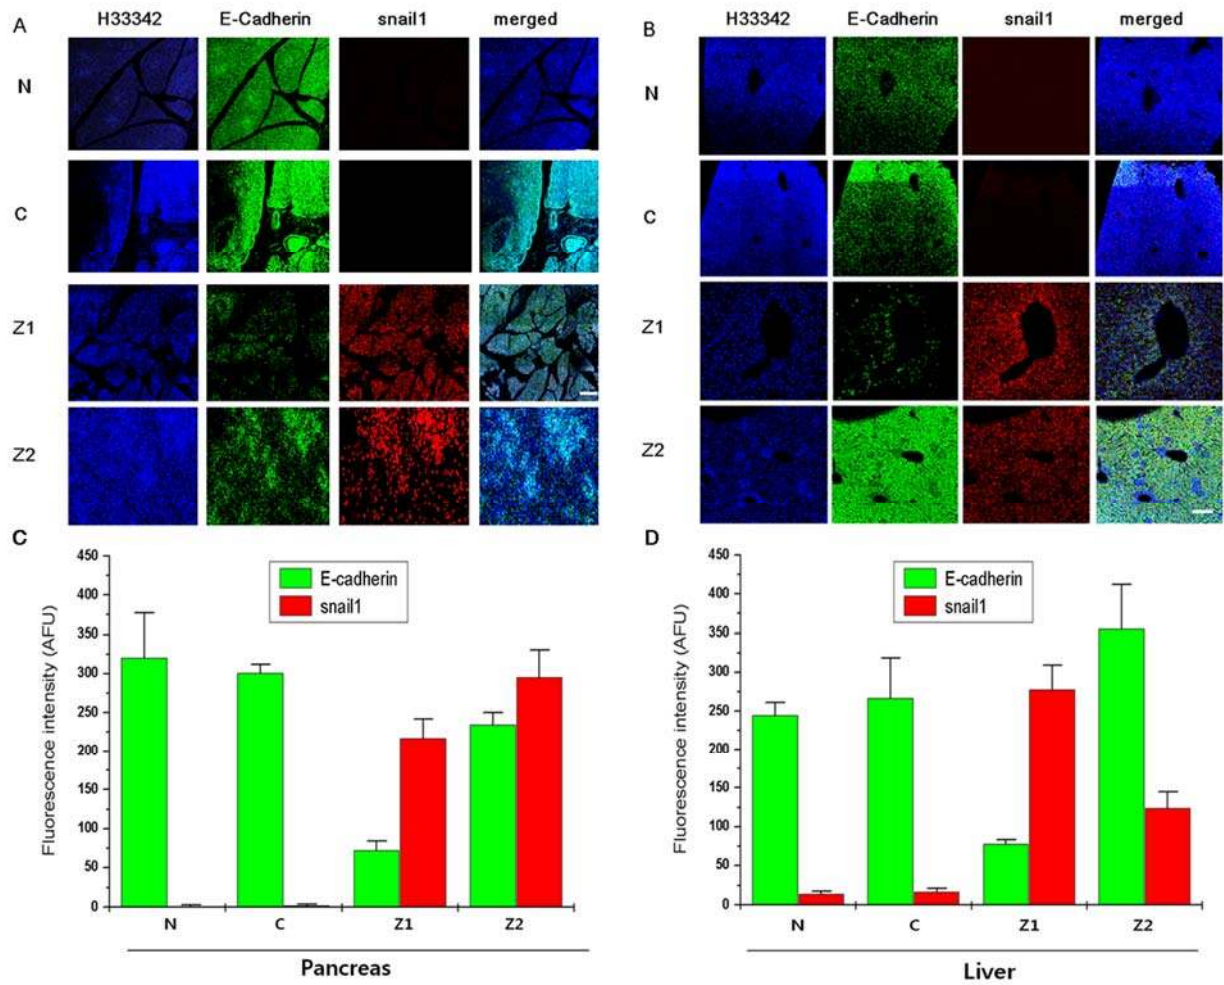 A
H33342 E-Cadherin snail1 merged
N
C
Z1
Z2
B
H33342 E-Cadherin snail1 merged
N
C
Z1
Z2
C
450
400
350
300
250
200
150
100
50
0
Fluorescence intensity (AFU)
E-cadherin
snail1
N C Z1 Z2
Pancreas
D
450
400
350
300
250
200
150
100
50
0
Fluorescence intensity (AFU)
E-cadherin
snail1
N C Z1 Z2
Liver